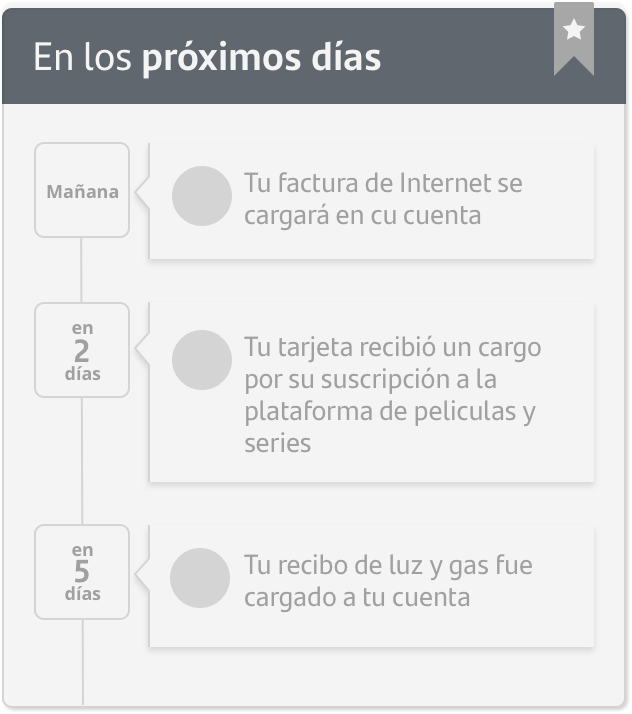 En los próximos días
Mañana
Tu factura de Internet se
cargará en cu cuenta
en
2
días
Tu tarjeta recibió un cargo
por su suscripción a la
plataforma de peliculas y
series
en
5
días
Tu recibo de luz y gas fue
cargado a tu cuenta